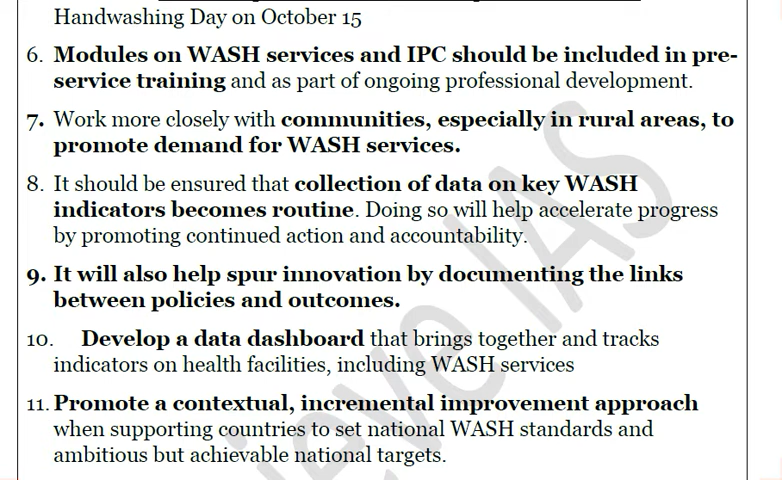 Handwashing Day on October 15
6. Modules on WASH services and IPC should be included in pre-
service training and as part of ongoing professional development.
7. Work more closely with communities, especially in rural areas, to
promote demand for WASH services.
8. It should be ensured that collection of data on key WASH
indicators becomes routine. Doing so will help accelerate progress
by promoting continued action and accountability.
9. It will also help spur innovation by documenting the links
between policies and outcomes.
10. Develop a data dashboard that brings together and tracks
indicators on health facilities, including WASH services
11. Promote a contextual, incremental improvement approach
when supporting countries to set national WASH standards and
ambitious but achievable national targets.
ieve IAS